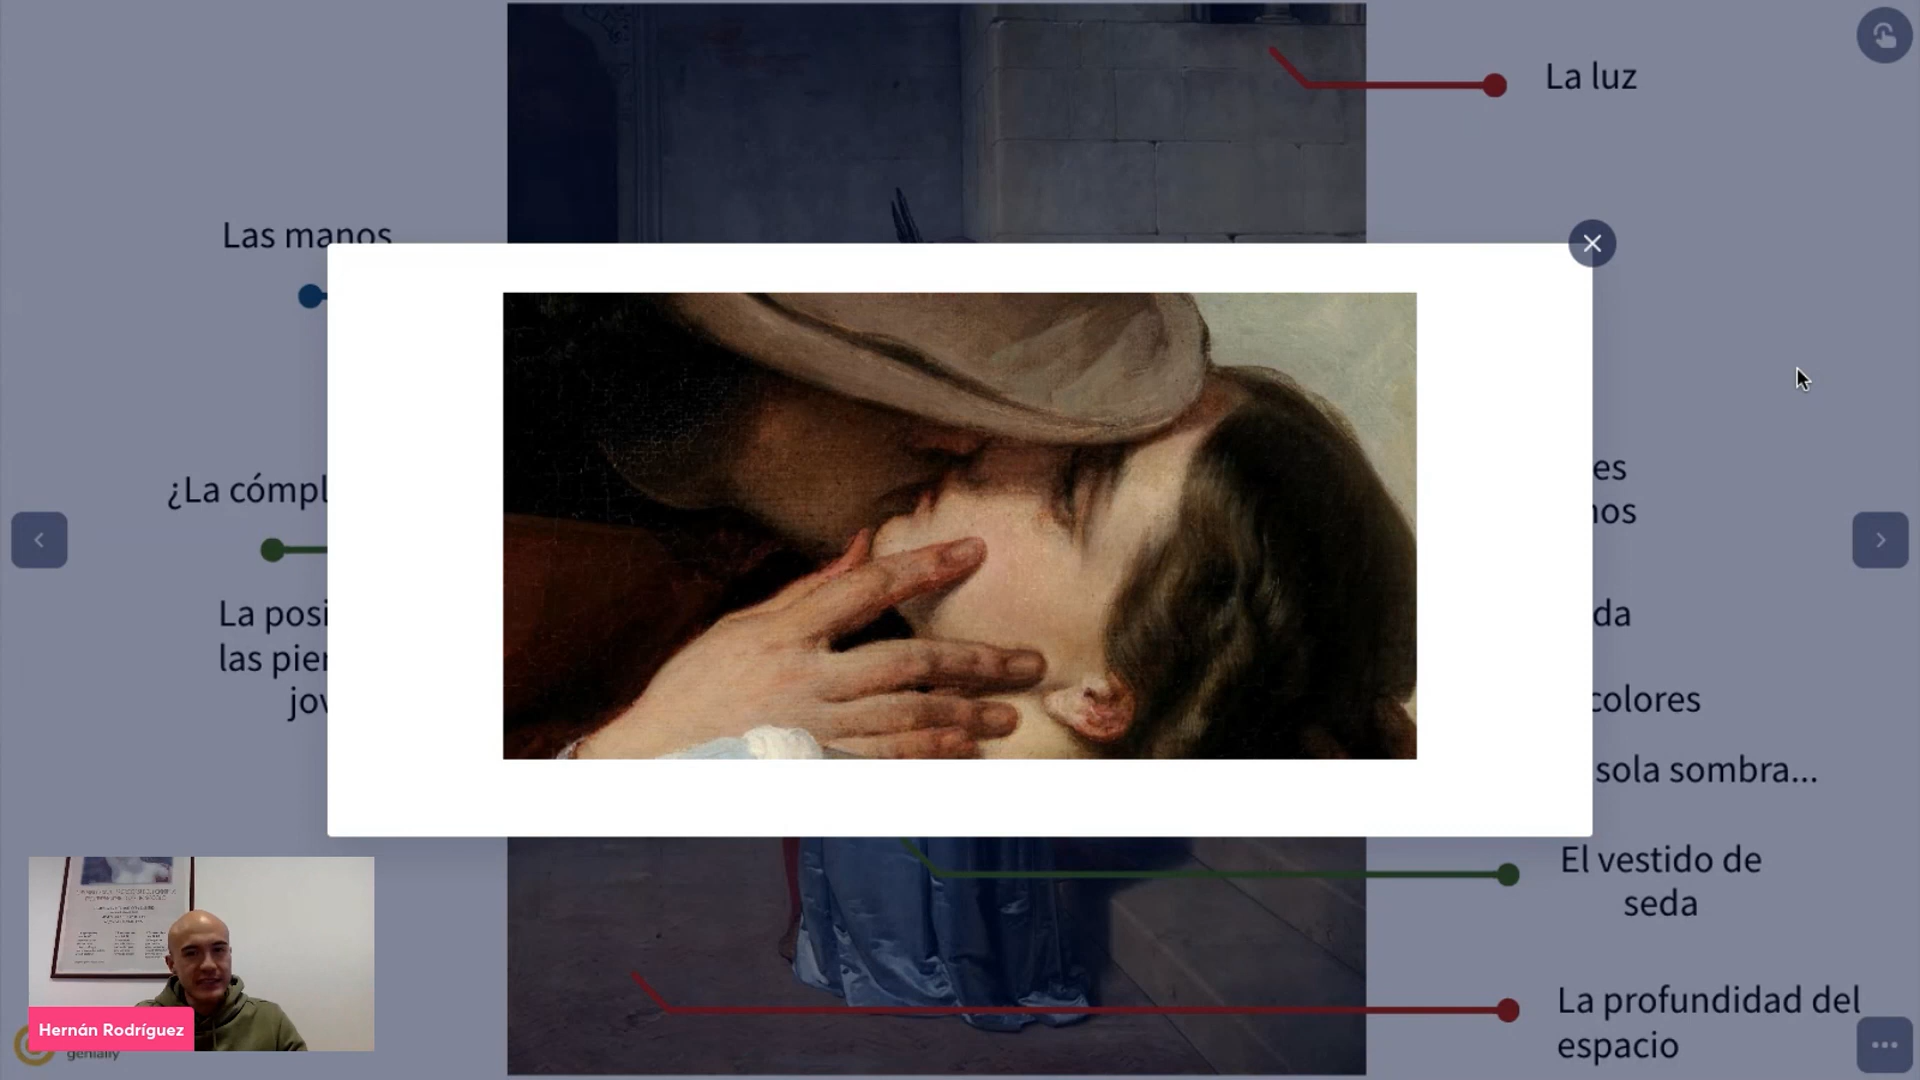 La luz
Las manos
es
nos
¿La cómpl
La posi
las pier
jov
da
colores
sola sombra...
El vestido de
seda
La profundidad del
espacio
Hernán Rodríguez
genially